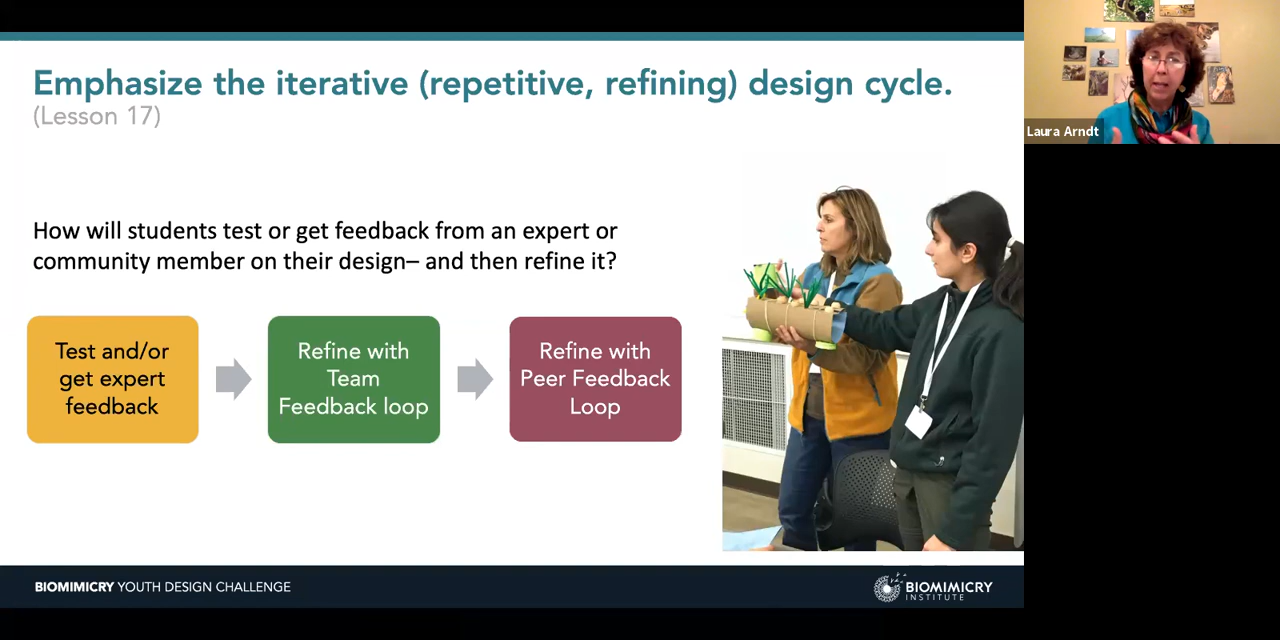 Emphasize the iterative (repetitive, refining) design cycle.
(Lesson 17)
Laura Arndt
How will students test or get feedback from an expert or
community member on their design– and then refine it?
Test and/or
get expert
feedback
Refine with
Team
Feedback loop
Refine with
Peer Feedback
Loop
BIOMIMICRY YOUTH DESIGN CHALLENGE
BIOMIMICRY
INSTITUTE